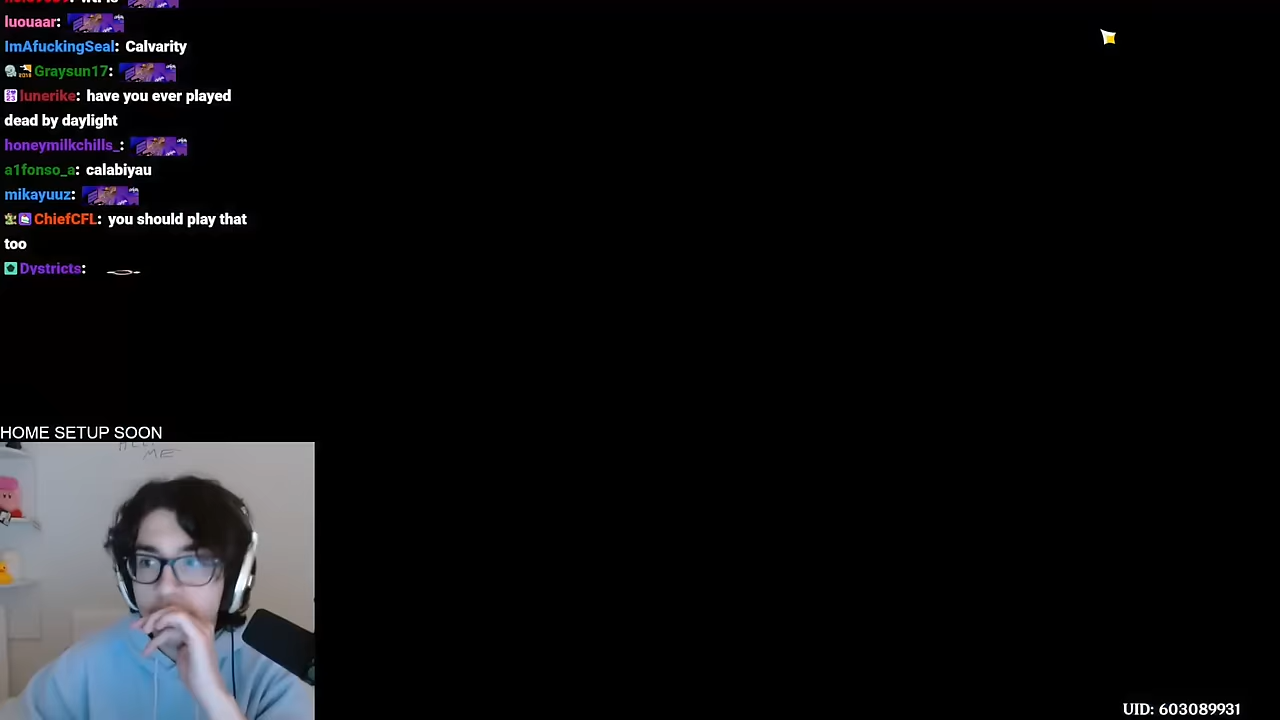 luouaar:
ImAfuckingSeal: Calvarity
Graysun17:
lunerike: have you ever played
dead by daylight
honeymilkchills_:
a1fonso_a: calabiyau
mikayuuz:
ChiefCFL: you should play that
too
Dystricts:
HOME SETUP SOON
ME
UID: 603089931